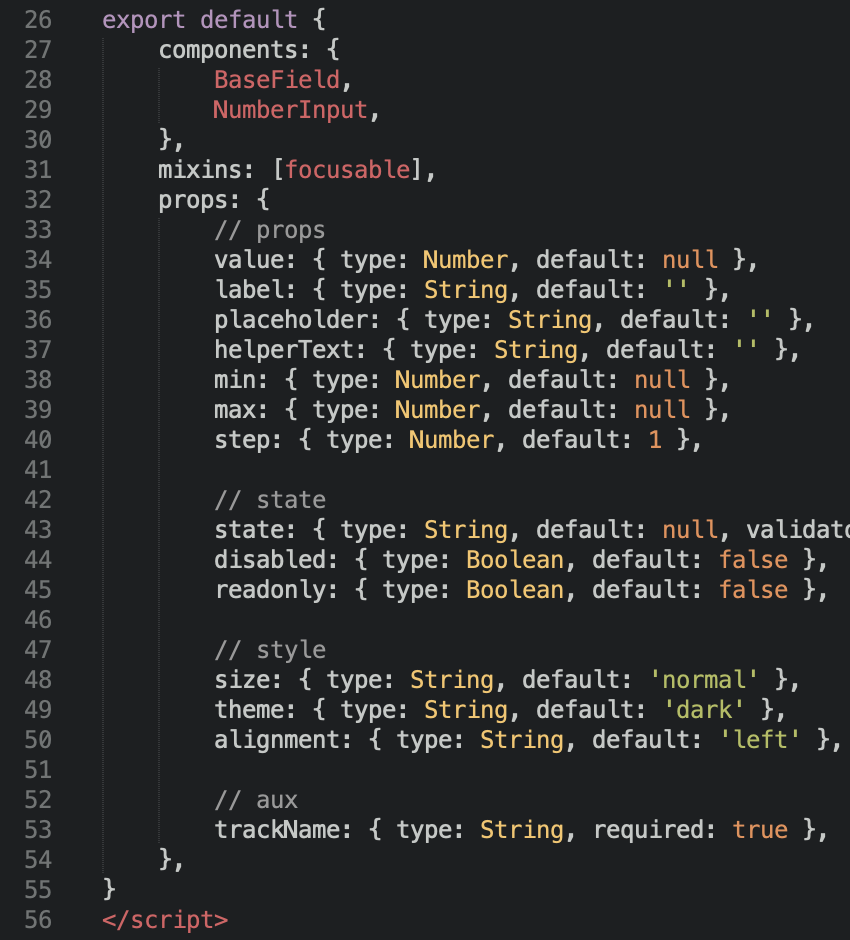 26 export default {
27 components: {
28 BaseField,
29 NumberInput,
30 },
31 mixins: [focusable],
32 props: {
33 // props
34 value: { type: Number, default: null },
35 label: { type: String, default: '' },
36 placeholder: { type: String, default: '' },
37 helperText: { type: String, default: '' },
38 min: { type: Number, default: null },
39 max: { type: Number, default: null },
40 step: { type: Number, default: 1 },
41
42 // state
43 state: { type: String, default: null,
44 disabled: { type: Boolean, default: false },
45 readonly: { type: Boolean, default: false },
46
47 // style
48 size: { type: String, default: 'normal' },
49 theme: { type: String, default: 'dark' },
50 alignment: { type: String, default: 'left' },
51
52 // aux
53 trackName: { type: String, required: true },
54 },
55 }
56 </script>